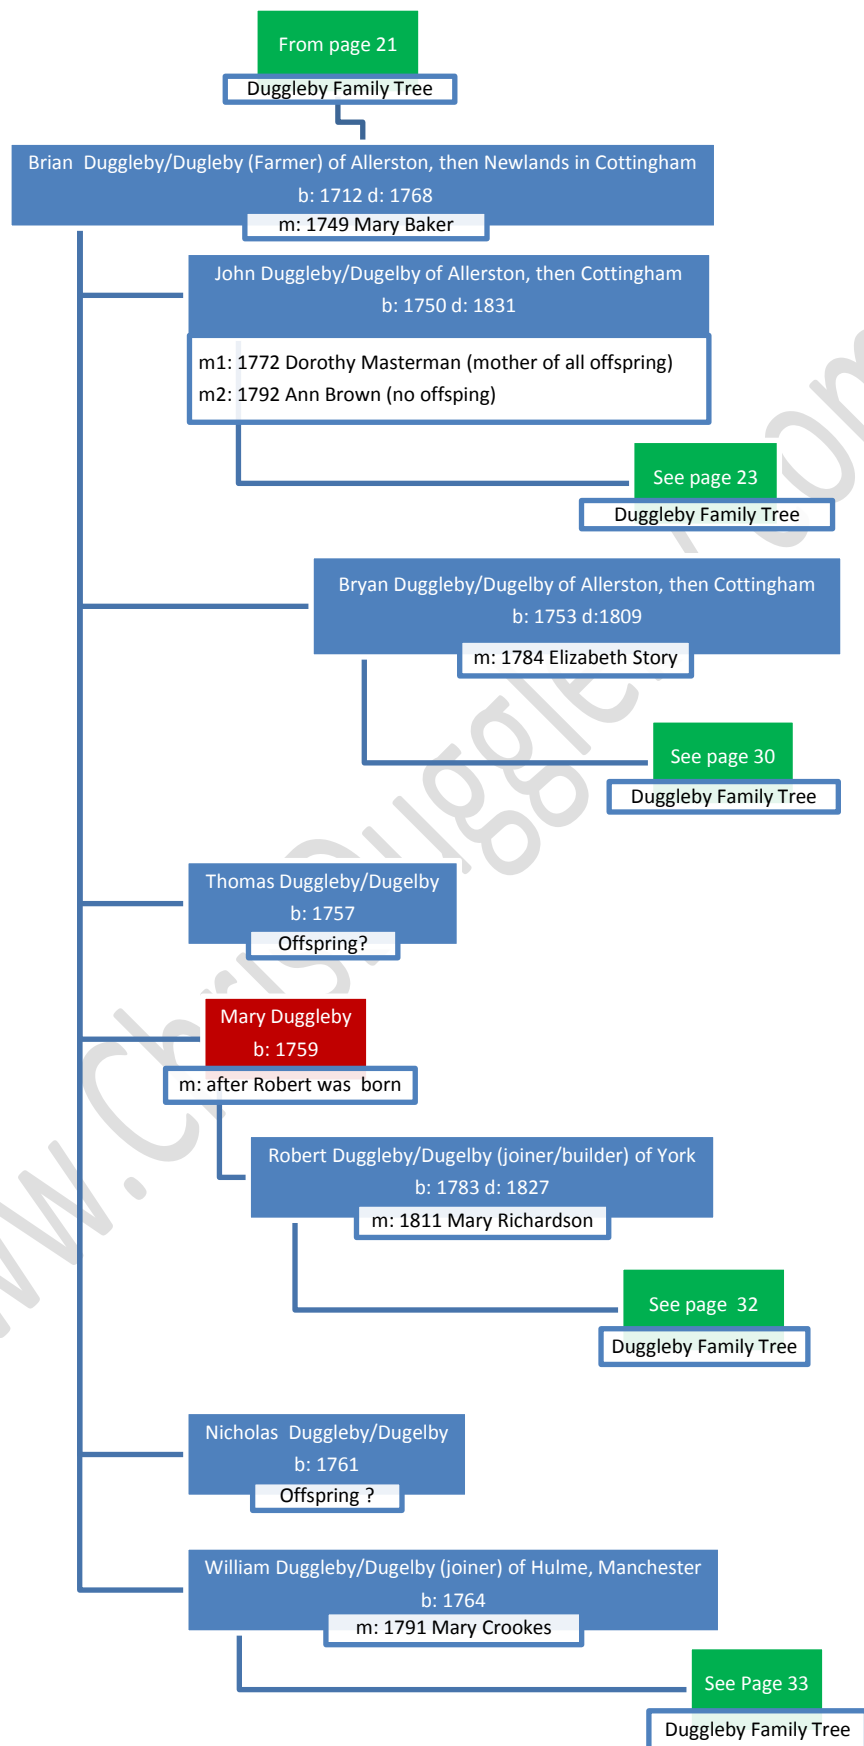 From page 21
Duggleby Family Tree
Brian Duggleby/Dugleby (Farmer) of Allerston, then Newlands in Cottingham
b: 1712 d: 1768
m: 1749 Mary Baker
John Duggleby/Dugelby of Allerston, then Cottingham
b: 1750 d: 1831
m1: 1772 Dorothy Masterman (mother of all offspring)
m2: 1792 Ann Brown (no offsping)
See page 23
Duggleby Family Tree
Bryan Duggleby/Dugelby of Allerston, then Cottingham
b: 1753 d:1809
m: 1784 Elizabeth Story
See page 30
Duggleby Family Tree
Thomas Duggleby/Dugelby
b: 1757
Offspring?
Mary Duggleby
b: 1759
m: after Robert was born
Robert Duggleby/Dugelby (joiner/builder) of York
b: 1783 d: 1827
m: 1811 Mary Richardson
See page 32
Duggleby Family Tree
Nicholas Duggleby/Dugelby
b: 1761
Offspring ?
William Duggleby/Dugelby (joiner) of Hulme, Manchester
b: 1764
m: 1791 Mary Crookes
See Page 33
Duggleby Family Tree